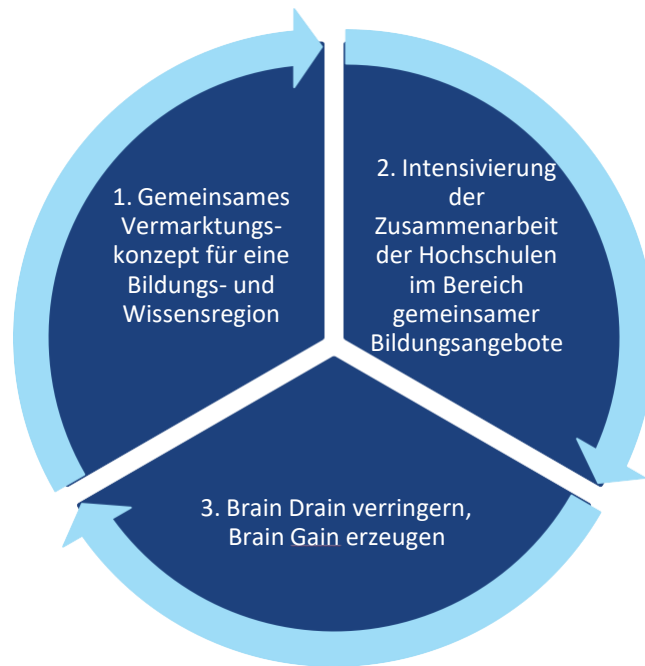 1. Gemeinsames
Vermarktungs-
konzept für eine
Bildungs- und
Wissensregion
2. Intensivierung
der
Zusammenarbeit
der Hochschulen
im Bereich
gemeinsamer
Bildungsangebote
3. Brain Drain verringern,
Brain Gain erzeugen